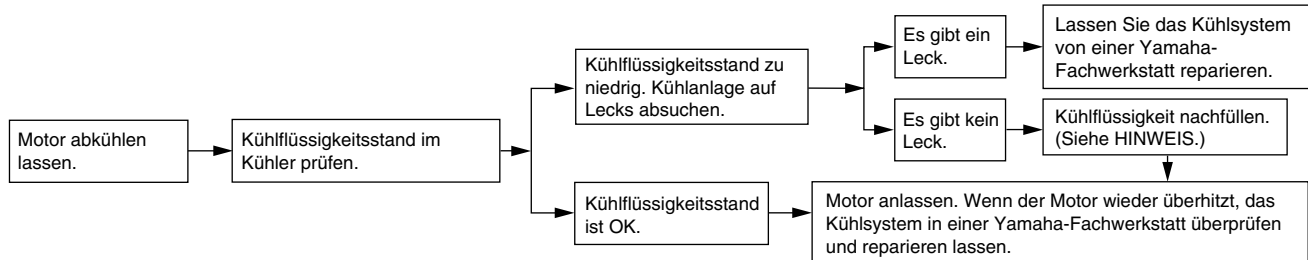 Motor abkühlen
lassen.
Kühlflüssigkeitsstand im
Kühler prüfen.
Kühlflüssigkeitsstand zu
niedrig. Kühlanlage auf
Lecks absuchen.
Es gibt ein
Leck.
Lassen Sie das Kühlsystem
von einer Yamaha-
Fachwerkstatt reparieren.
Es gibt kein
Leck.
Kühlflüssigkeit nachfüllen.
(Siehe HINWEIS.)
Kühlflüssigkeitsstand
ist OK.
Motor anlassen. Wenn der Motor wieder überhitzt, das
Kühlsystem in einer Yamaha-Fachwerkstatt überprüfen
und reparieren lassen.